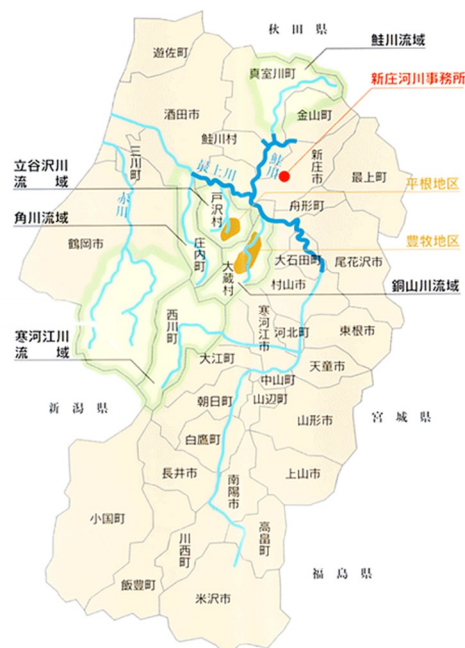 秋田県
遊佐町
真室川町
鮭川流域
新庄河川事務所
酒田市
金山町
鮭川村
鮭川
新庄市
最上町
三川町
立谷沢川
流域
最上川
赤川
戸沢村
平根地区
舟形町
角川流域
鶴岡市
庄内町
豊牧地区
大蔵村
大石田町
尾花沢市
村山市
銅山川流域
西川町
寒河江市
河北町
東根市
寒河江川
流域
大江町
天童市
中山町
新潟県
朝日町
山辺町
宮城県
山形市
白鷹町
長井市
南陽市
上山市
小国町
高畠町
川西町
飯豊町
米沢市
福島県